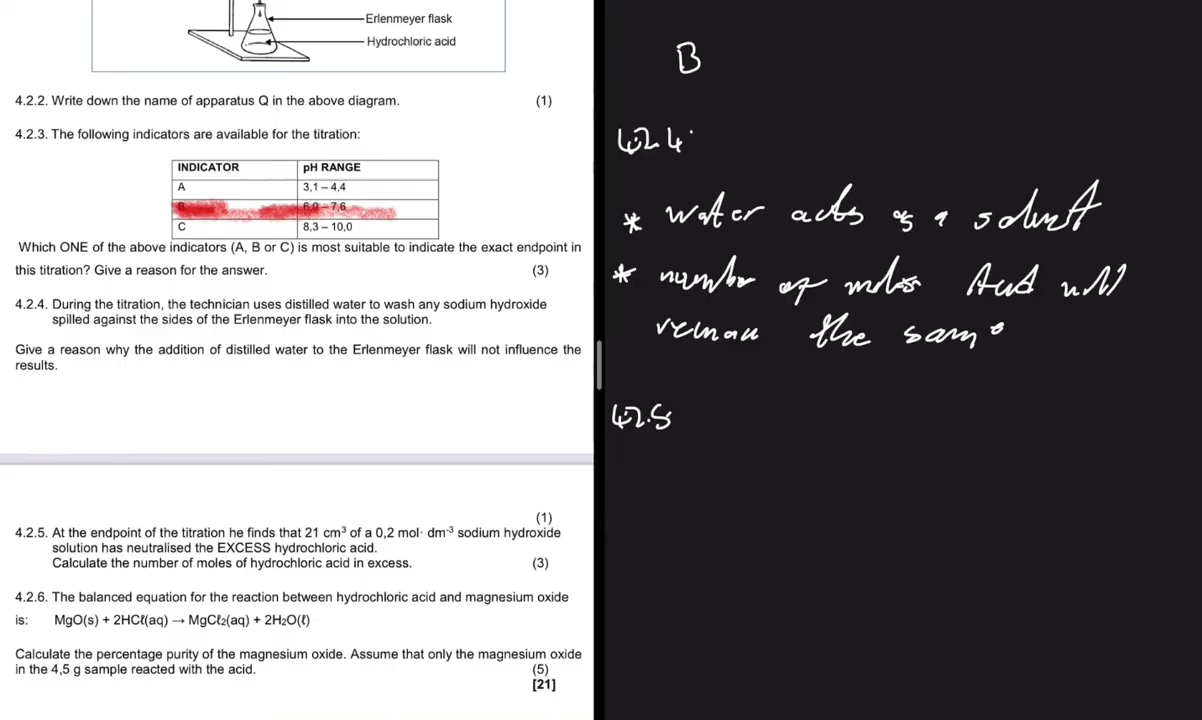 Erlenmeyer flask
Hydrochloric acid
4.2.2. Write down the name of apparatus Q in the above diagram. (1)
4.2.3. The following indicators are available for the titration:
INDICATOR pH RANGE
A 3,1 – 4,4
B 6,0 – 7,6
C 8,3 – 10,0
Which ONE of the above indicators (A, B or C) is most suitable to indicate the exact endpoint in
this titration? Give a reason for the answer. (3)
4.2.4. During the titration, the technician uses distilled water to wash any sodium hydroxide
spilled against the sides of the Erlenmeyer flask into the solution.
Give a reason why the addition of distilled water to the Erlenmeyer flask will not influence the
results.
(1)
4.2.5. At the endpoint of the titration he finds that 21 cm³ of a 0,2 mol· dm⁻³ sodium hydroxide
solution has neutralised the EXCESS hydrochloric acid.
Calculate the number of moles of hydrochloric acid in excess. (3)
4.2.6. The balanced equation for the reaction between hydrochloric acid and magnesium oxide
is: MgO(s) + 2HCℓ(aq) → MgCℓ₂(aq) + 2H₂O(ℓ)
Calculate the percentage purity of the magnesium oxide. Assume that only the magnesium oxide
in the 4,5 g sample reacted with the acid. (5)
[21]
B
4.2.4.
* water acts as a solvent
* number of moles Acid will
remain the same
4.2.5